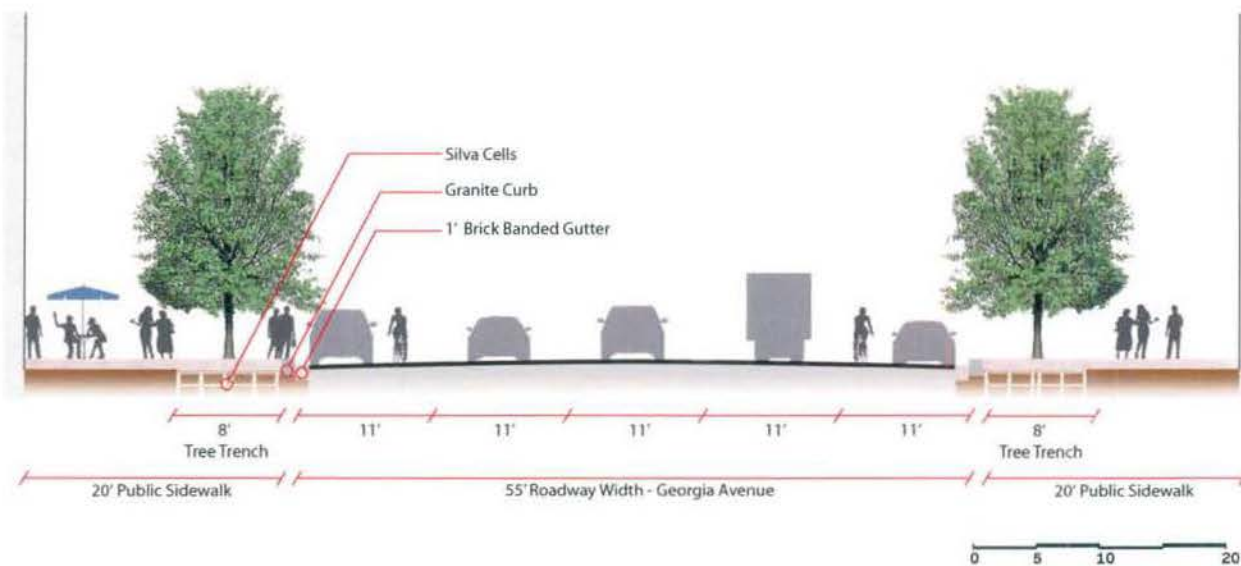 Silva Cells
Granite Curb
1' Brick Banded Gutter
8' 11' 11' 11' 11' 11' 8'
Tree Trench Tree Trench
20' Public Sidewalk 55' Roadway Width - Georgia Avenue 20' Public Sidewalk
0 5 10 20